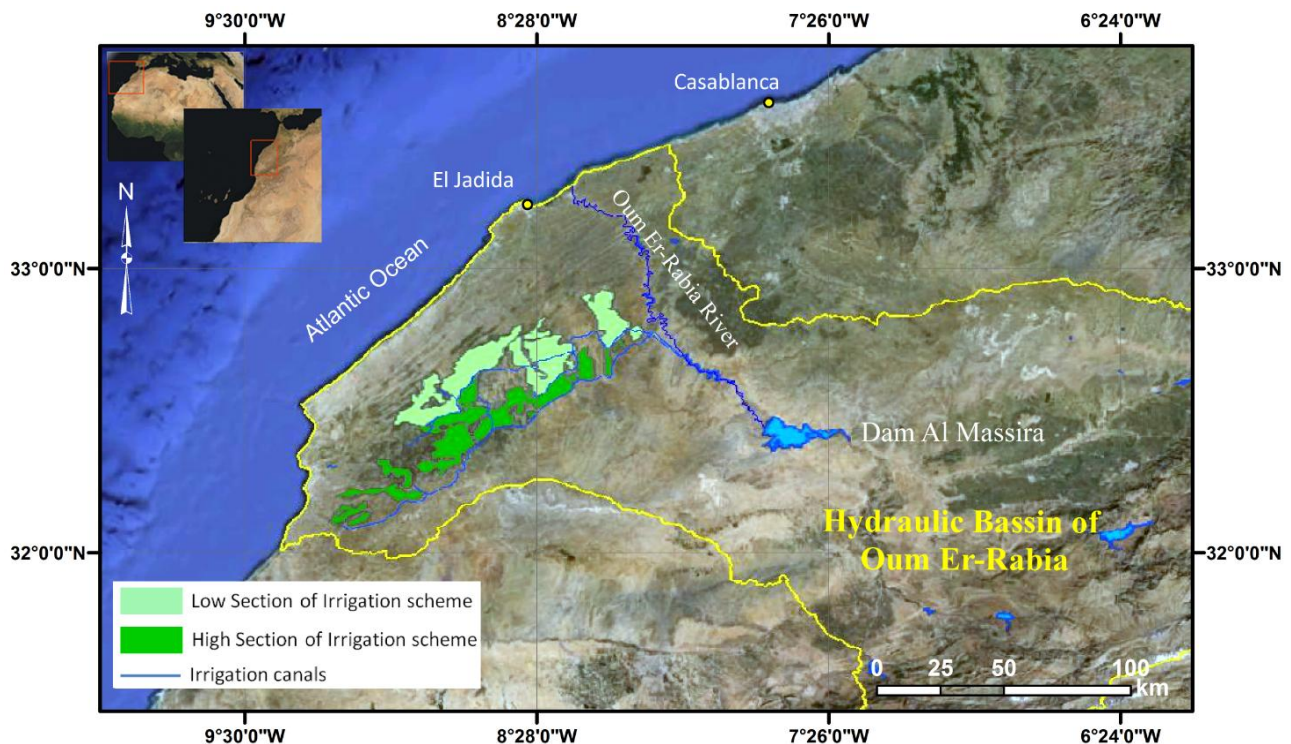 9°30'0"W 8°28'0"W 7°26'0"W 6°24'0"W
Casablanca
El Jadida
N
Oum Er-Rabia River
Atlantic Ocean
33°0'0"N 33°0'0"N
Dam Al Massira
Hydraulic Bassin of
Oum Er-Rabia
32°0'0"N 32°0'0"N
Low Section of Irrigation scheme
High Section of Irrigation scheme
Irrigation canals
0 25 50 100
km
9°30'0"W 8°28'0"W 7°26'0"W 6°24'0"W